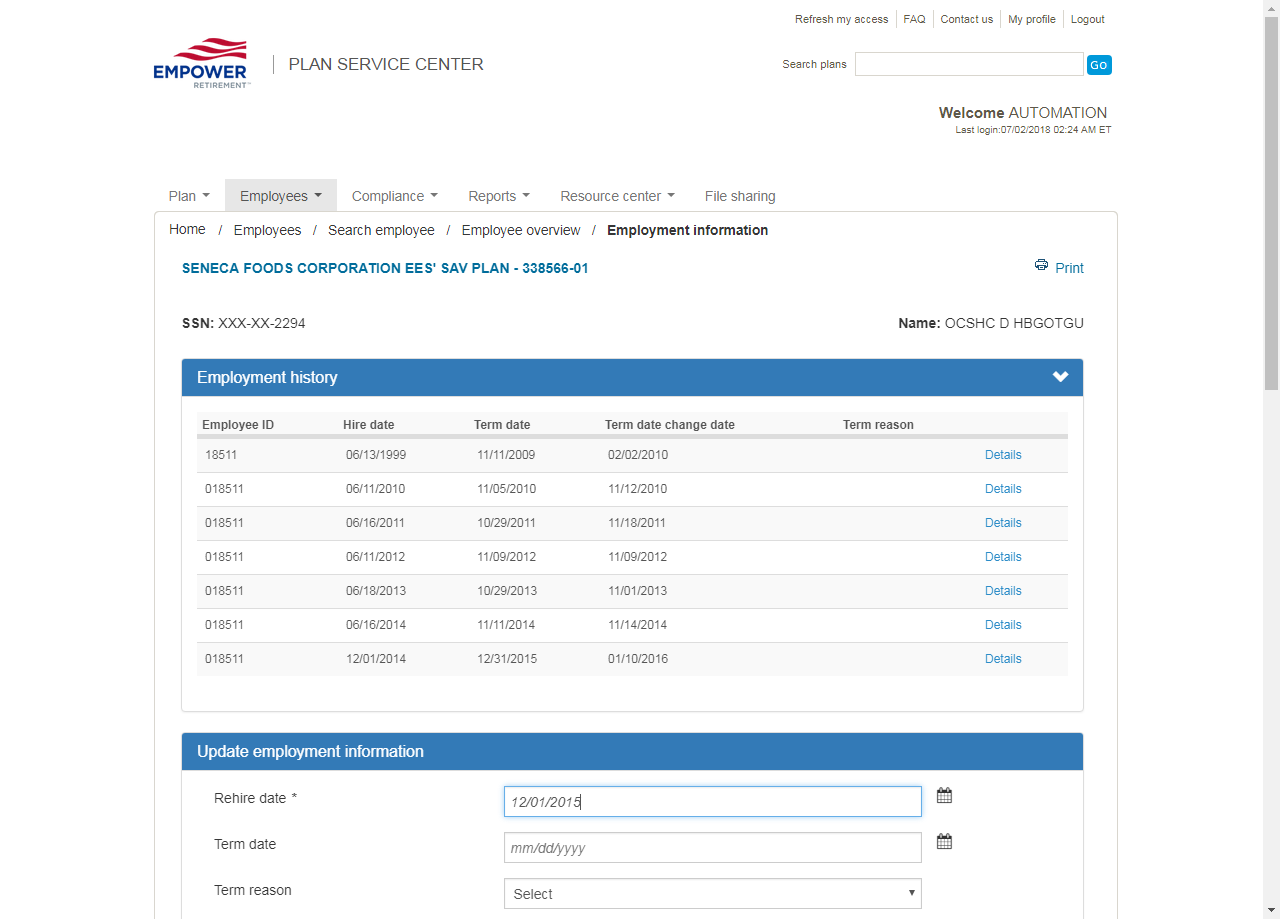 Refresh my access FAQ Contact us My profile Logout
EMPOWER
RETIREMENT™
PLAN SERVICE CENTER
Search plans Go
Welcome AUTOMATION
Last login:07/02/2018 02:24 AM ET
Plan Employees Compliance Reports Resource center File sharing
Home / Employees / Search employee / Employee overview / Employment information
SENECA FOODS CORPORATION EES' SAV PLAN - 338566-01 Print
SSN: XXX-XX-2294 Name: OCSHC D HBGOTGU
Employment history
Employee ID Hire date Term date Term date change date Term reason
18511 06/13/1999 11/11/2009 02/02/2010 Details
018511 06/11/2010 11/05/2010 11/12/2010 Details
018511 06/16/2011 10/29/2011 11/18/2011 Details
018511 06/11/2012 11/09/2012 11/09/2012 Details
018511 06/18/2013 10/29/2013 11/01/2013 Details
018511 06/16/2014 11/11/2014 11/14/2014 Details
018511 12/01/2014 12/31/2015 01/10/2016 Details
Update employment information
Rehire date * 12/01/2015
Term date mm/dd/yyyy
Term reason Select